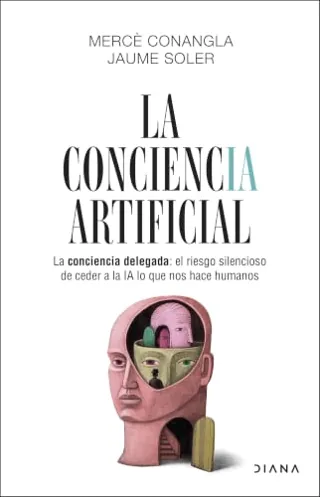 MERCÈ CONANGLA
JAUME SOLER
LA
CONCIENCIA
ARTIFICIAL
La conciencia delegada: el riesgo silencioso
de ceder a la IA lo que nos hace humanos
DIANA